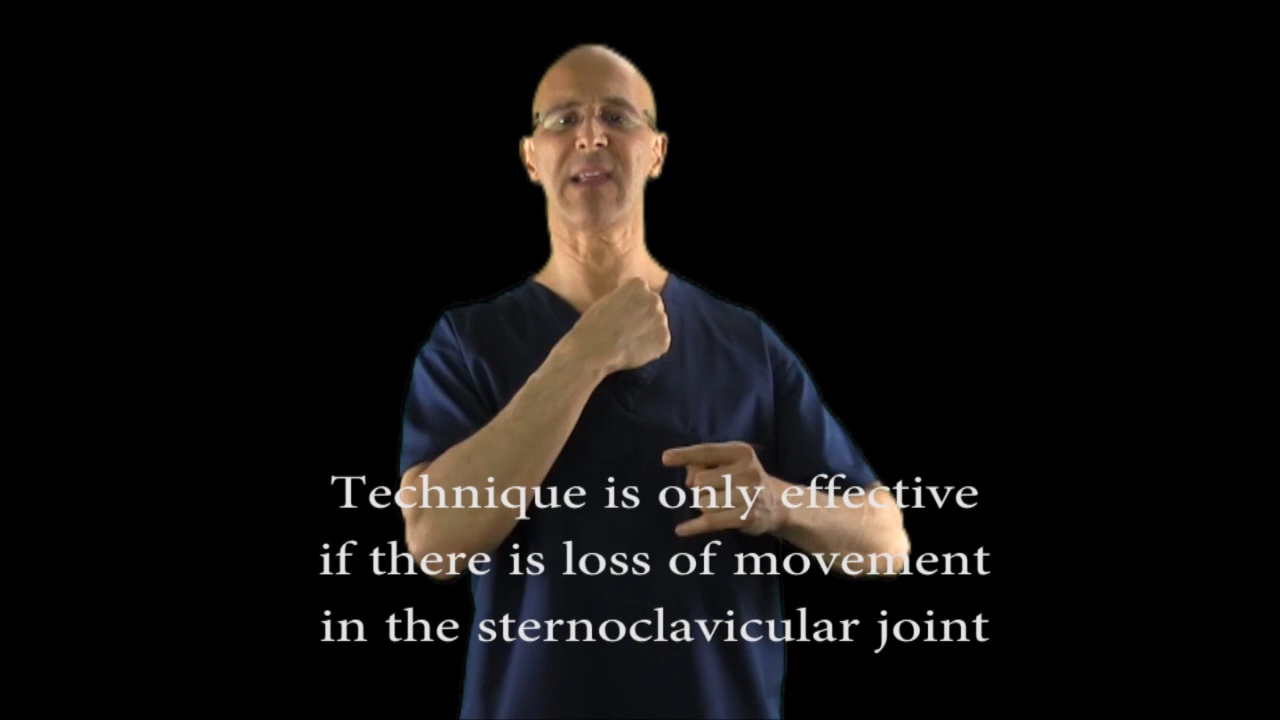 Technique is only effective
if there is loss of movement
in the sternoclavicular joint